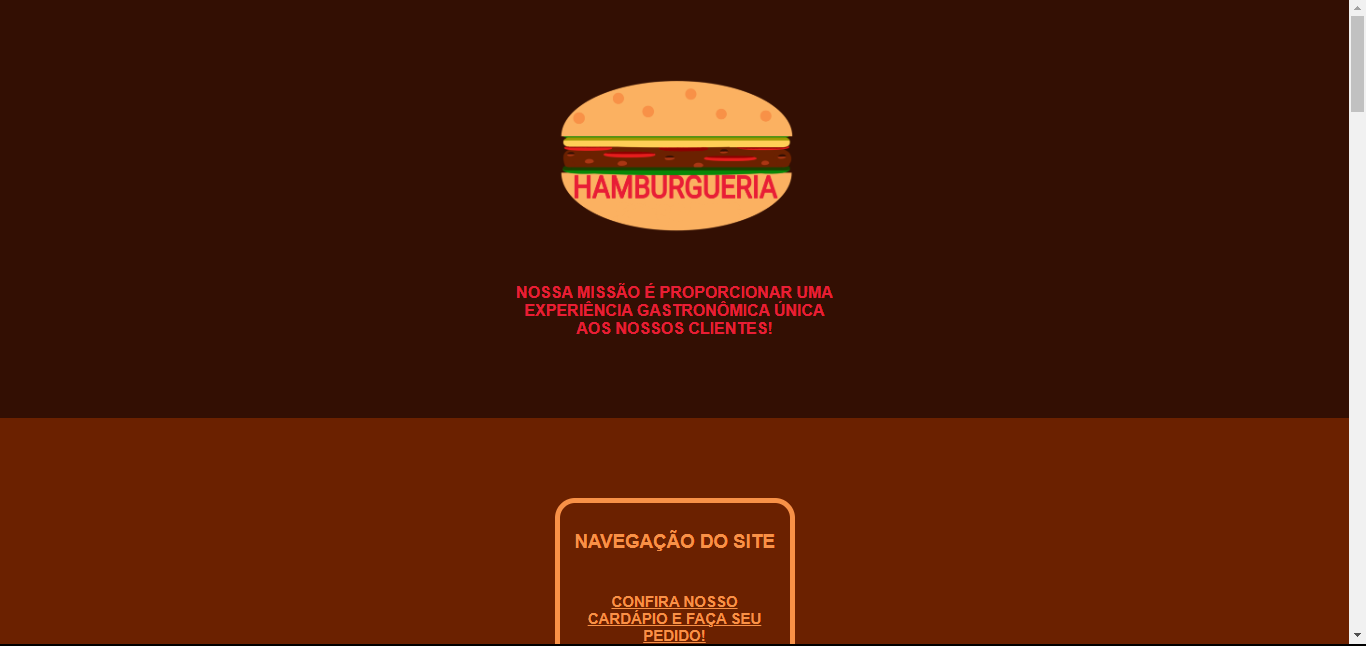 HAMBURGUERIA
NOSSA MISSÃO É PROPORCIONAR UMA
EXPERIÊNCIA GASTRONÔMICA ÚNICA
AOS NOSSOS CLIENTES!
NAVEGAÇÃO DO SITE
CONFIRA NOSSO
CARDÁPIO E FAÇA SEU
PEDIDO!